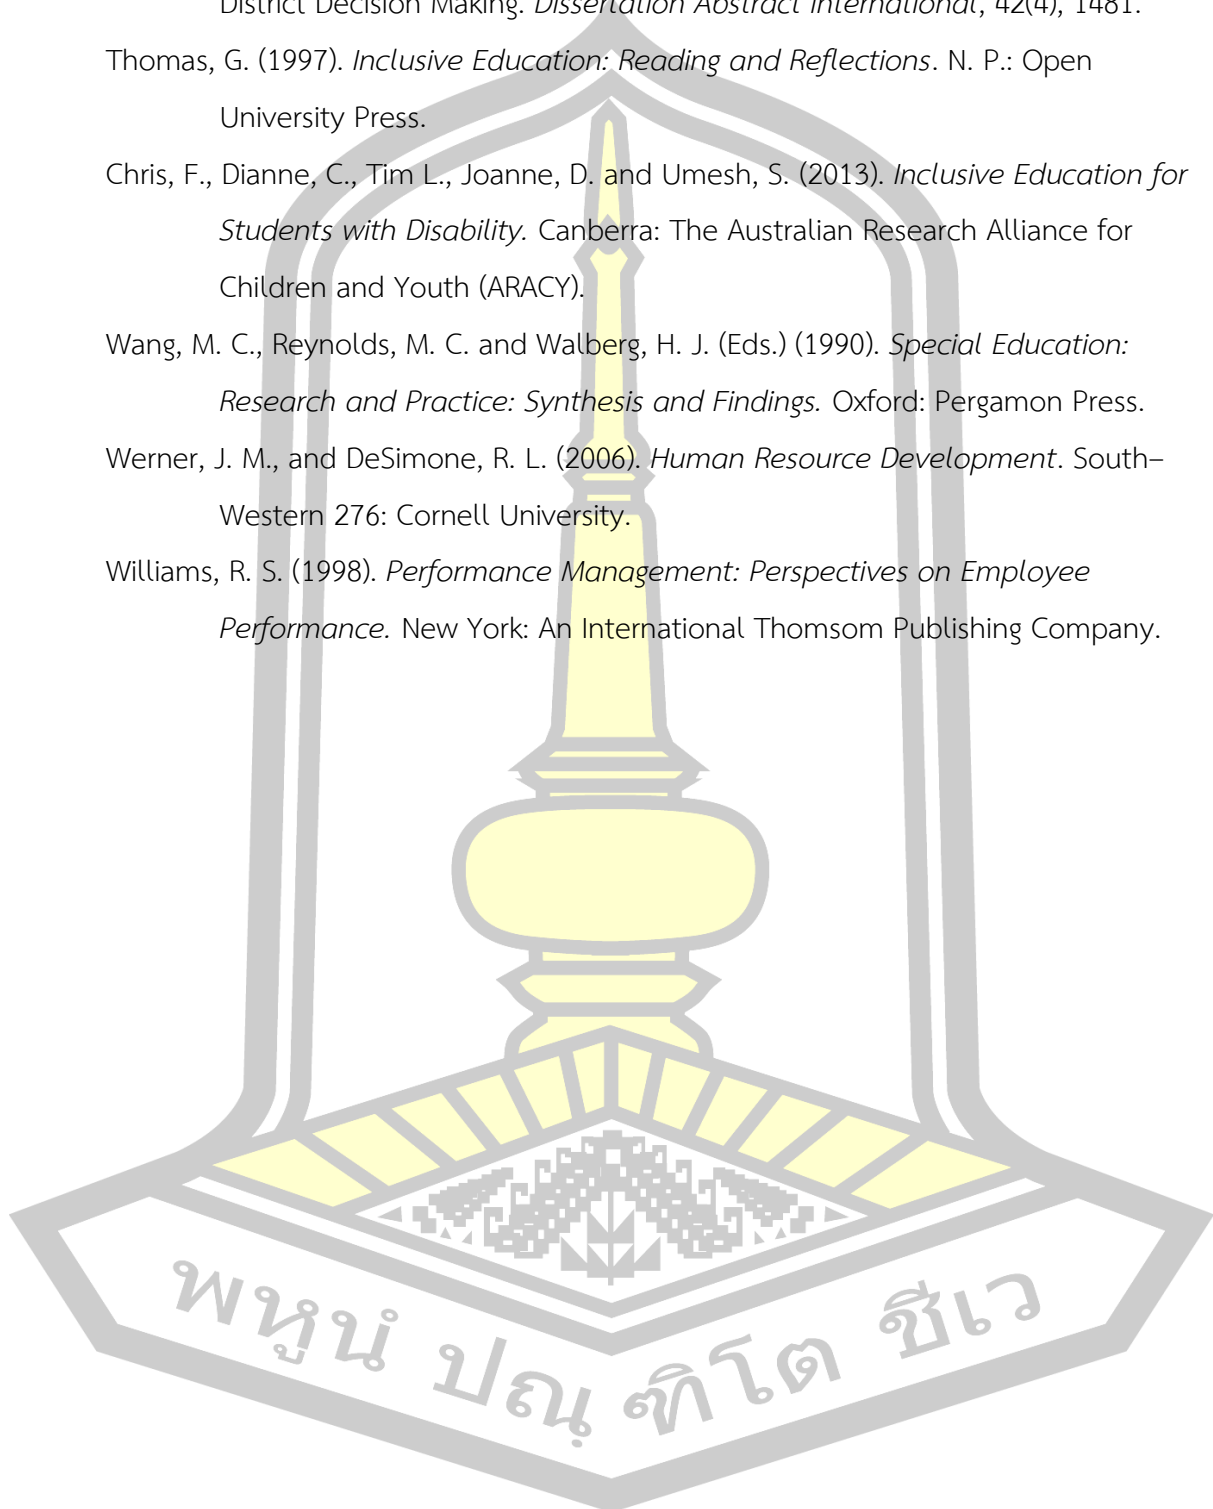 District Decision Making. Dissertation Abstract International, 42(4), 1481.
Thomas, G. (1997). Inclusive Education: Reading and Reflections. N. P.: Open
University Press.
Chris, F., Dianne, C., Tim L., Joanne, D. and Umesh, S. (2013). Inclusive Education for
Students with Disability. Canberra: The Australian Research Alliance for
Children and Youth (ARACY).
Wang, M. C., Reynolds, M. C. and Walberg, H. J. (Eds.) (1990). Special Education:
Research and Practice: Synthesis and Findings. Oxford: Pergamon Press.
Werner, J. M., and DeSimone, R. L. (2006). Human Resource Development. South–
Western 276: Cornell University.
Williams, R. S. (1998). Performance Management: Perspectives on Employee
Performance. New York: An International Thomsom Publishing Company.
พหูนํ ปณฺ ฑิโต ชีเว